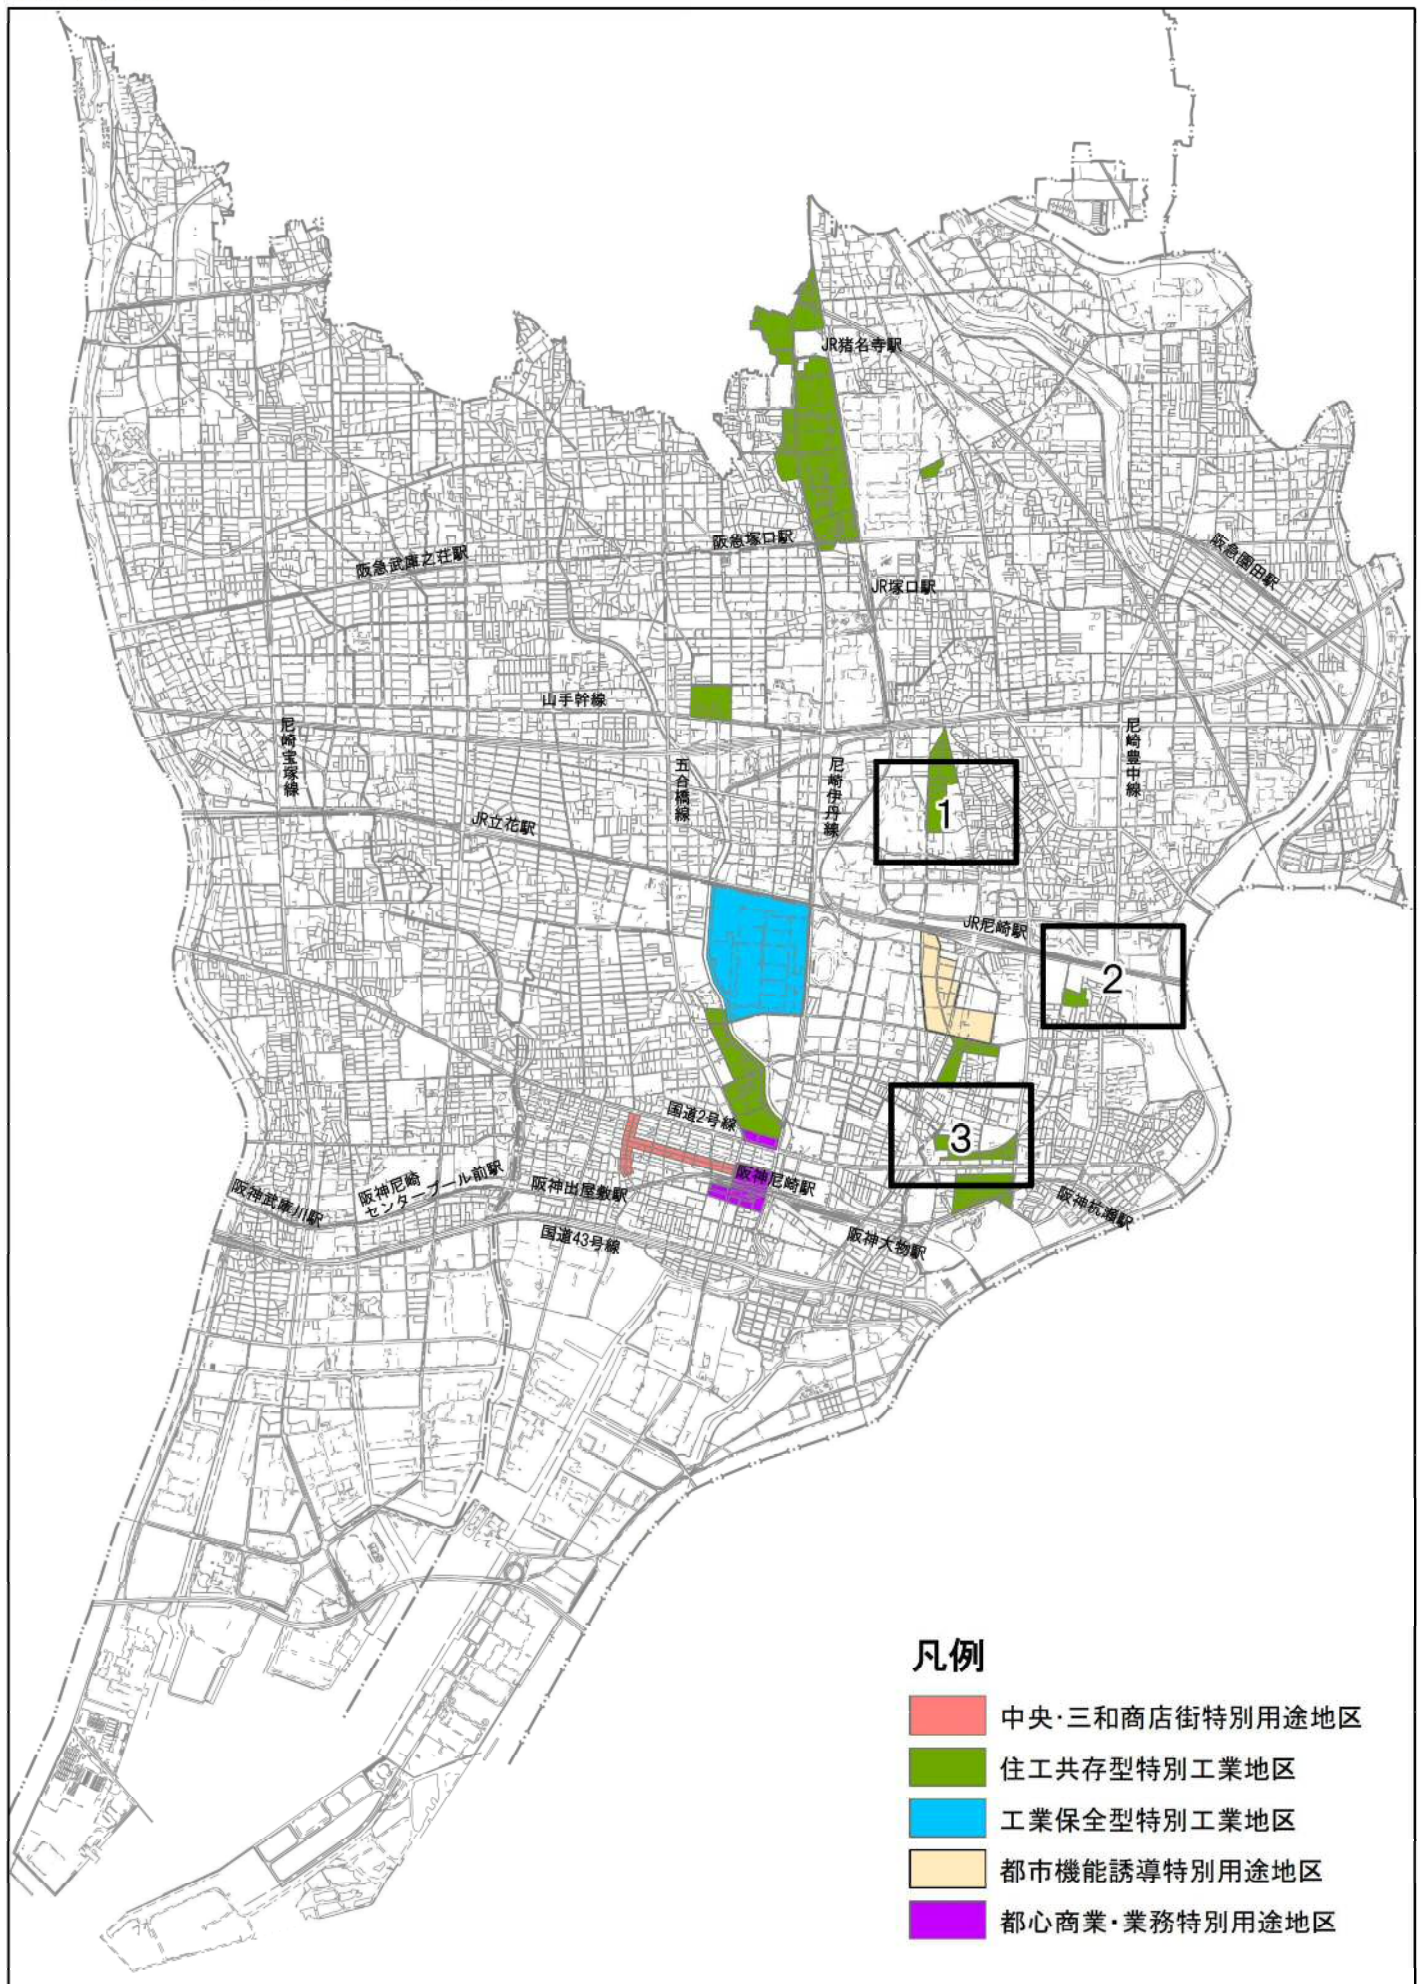 JR猪名寺駅
阪急塚口駅
阪急武庫之荘駅
阪急園田駅
JR塚口駅
山手幹線
尼崎宝塚線
五合橋線
尼崎伊丹線
尼崎豊中線
1
JR立花駅
JR尼崎駅
2
国道2号線
3
阪神尼崎駅
阪神尼崎
センタープール前駅
阪神出屋敷駅
阪神武庫川駅
阪神杭瀬駅
阪神大物駅
国道43号線
凡例
中央・三和商店街特別用途地区
住工共存型特別工業地区
工業保全型特別工業地区
都市機能誘導特別用途地区
都心商業・業務特別用途地区